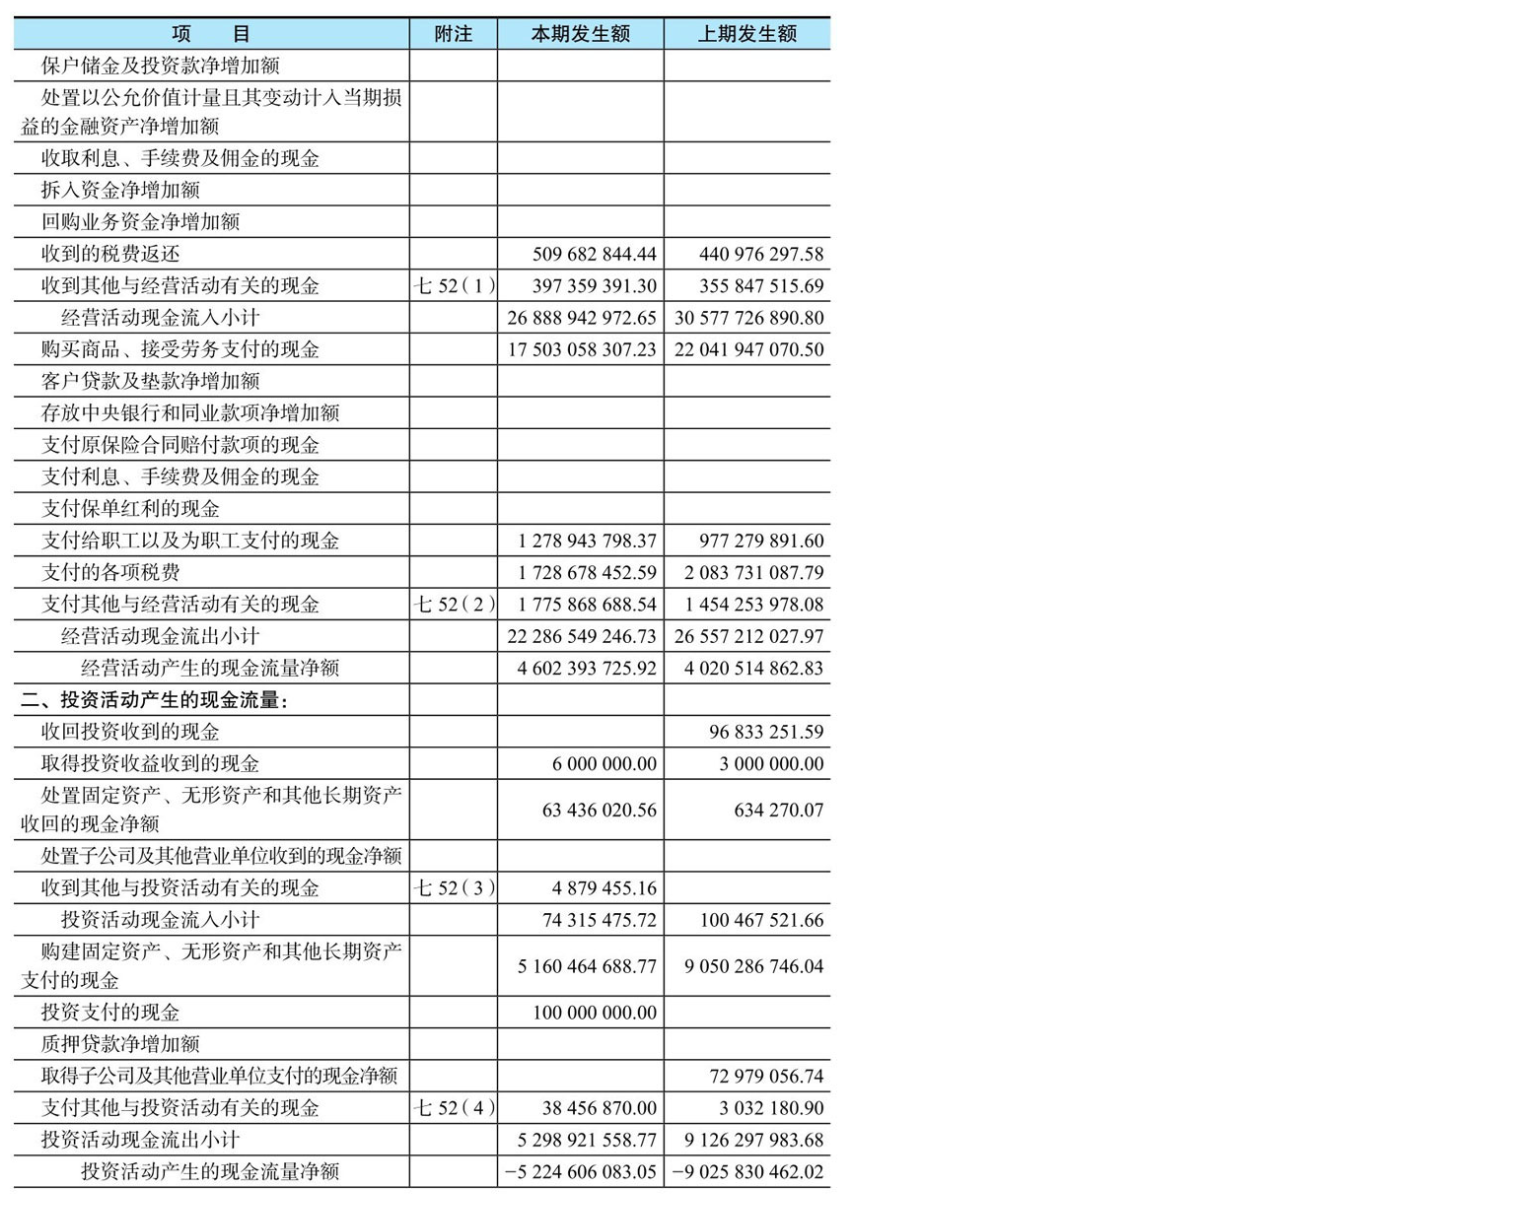 项 目 附注 本期发生额 上期发生额
保户储金及投资款净增加额
处置以公允价值计量且其变动计入当期损
益的金融资产净增加额
收取利息、手续费及佣金的现金
拆入资金净增加额
回购业务资金净增加额
收到的税费返还 509 682 844.44 440 976 297.58
收到其他与经营活动有关的现金 七 52(1) 397 359 391.30 355 847 515.69
经营活动现金流入小计 26 888 942 972.65 30 577 726 890.80
购买商品、接受劳务支付的现金 17 503 058 307.23 22 041 947 070.50
客户贷款及垫款净增加额
存放中央银行和同业款项净增加额
支付原保险合同赔付款项的现金
支付利息、手续费及佣金的现金
支付保单红利的现金
支付给职工以及为职工支付的现金 1 278 943 798.37 977 279 891.60
支付的各项税费 1 728 678 452.59 2 083 731 087.79
支付其他与经营活动有关的现金 七 52(2) 1 775 868 688.54 1 454 253 978.08
经营活动现金流出小计 22 286 549 246.73 26 557 212 027.97
经营活动产生的现金流量净额 4 602 393 725.92 4 020 514 862.83
二、投资活动产生的现金流量：
收回投资收到的现金 96 833 251.59
取得投资收益收到的现金 6 000 000.00 3 000 000.00
处置固定资产、无形资产和其他长期资产
收回的现金净额 63 436 020.56 634 270.07
处置子公司及其他营业单位收到的现金净额
收到其他与投资活动有关的现金 七 52(3) 4 879 455.16
投资活动现金流入小计 74 315 475.72 100 467 521.66
购建固定资产、无形资产和其他长期资产
支付的现金 5 160 464 688.77 9 050 286 746.04
投资支付的现金 100 000 000.00
质押贷款净增加额
取得子公司及其他营业单位支付的现金净额 72 979 056.74
支付其他与投资活动有关的现金 七 52(4) 38 456 870.00 3 032 180.90
投资活动现金流出小计 5 298 921 558.77 9 126 297 983.68
投资活动产生的现金流量净额 −5 224 606 083.05 −9 025 830 462.02